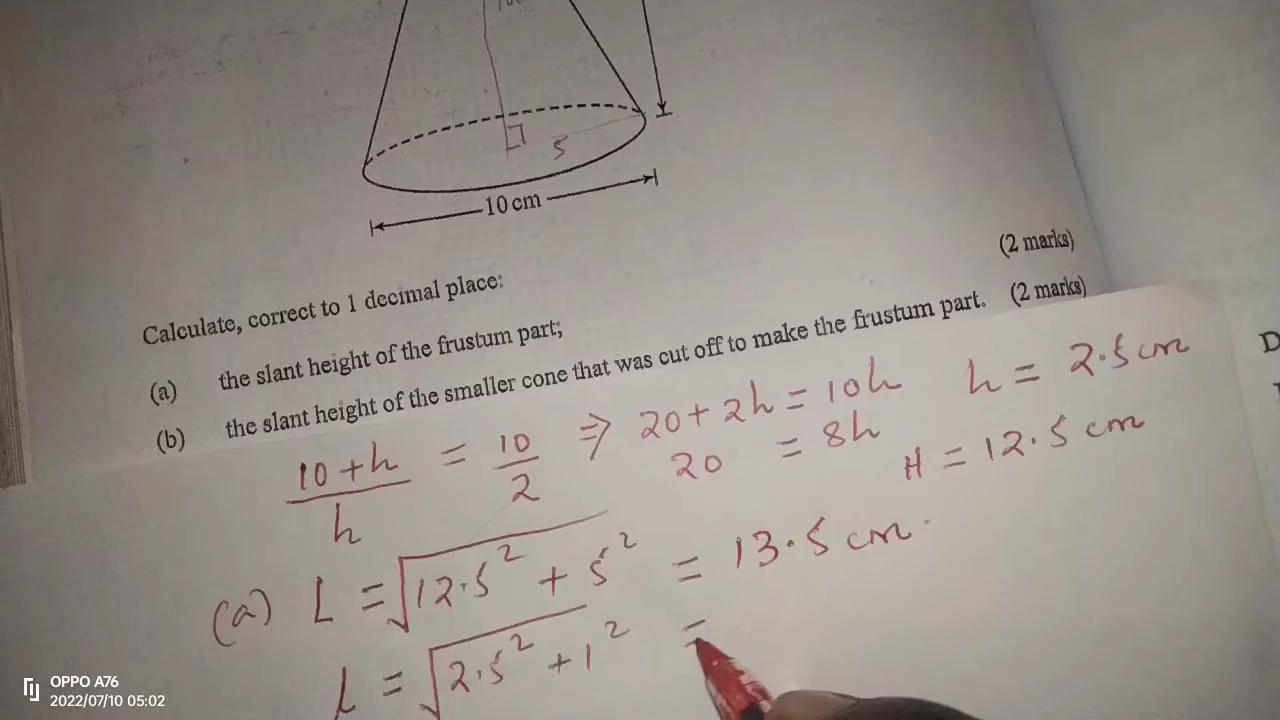 5
10 cm
(2 marks)
Calculate, correct to 1 decimal place:
(a) the slant height of the frustum part; (2 marks)
(b) the slant height of the smaller cone that was cut off to make the frustum part.
10 + h / h = 10 / 2 ⇒ 20 + 2h = 10h h = 2.5 cm
20 = 8h H = 12.5 cm
(a) L = √12.5² + 5² = 13.5 cm
l = √2.5² + 1² =
D
OPPO A76
2022/07/10 05:02